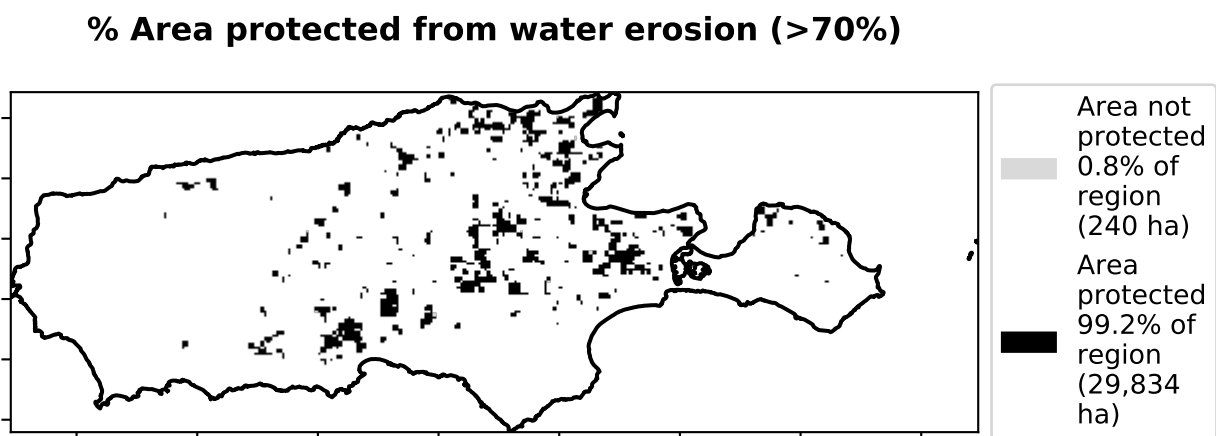 % Area protected from water erosion (>70%)
Area not
protected
0.8% of
region
(240 ha)
Area
protected
99.2% of
region
(29,834
ha)